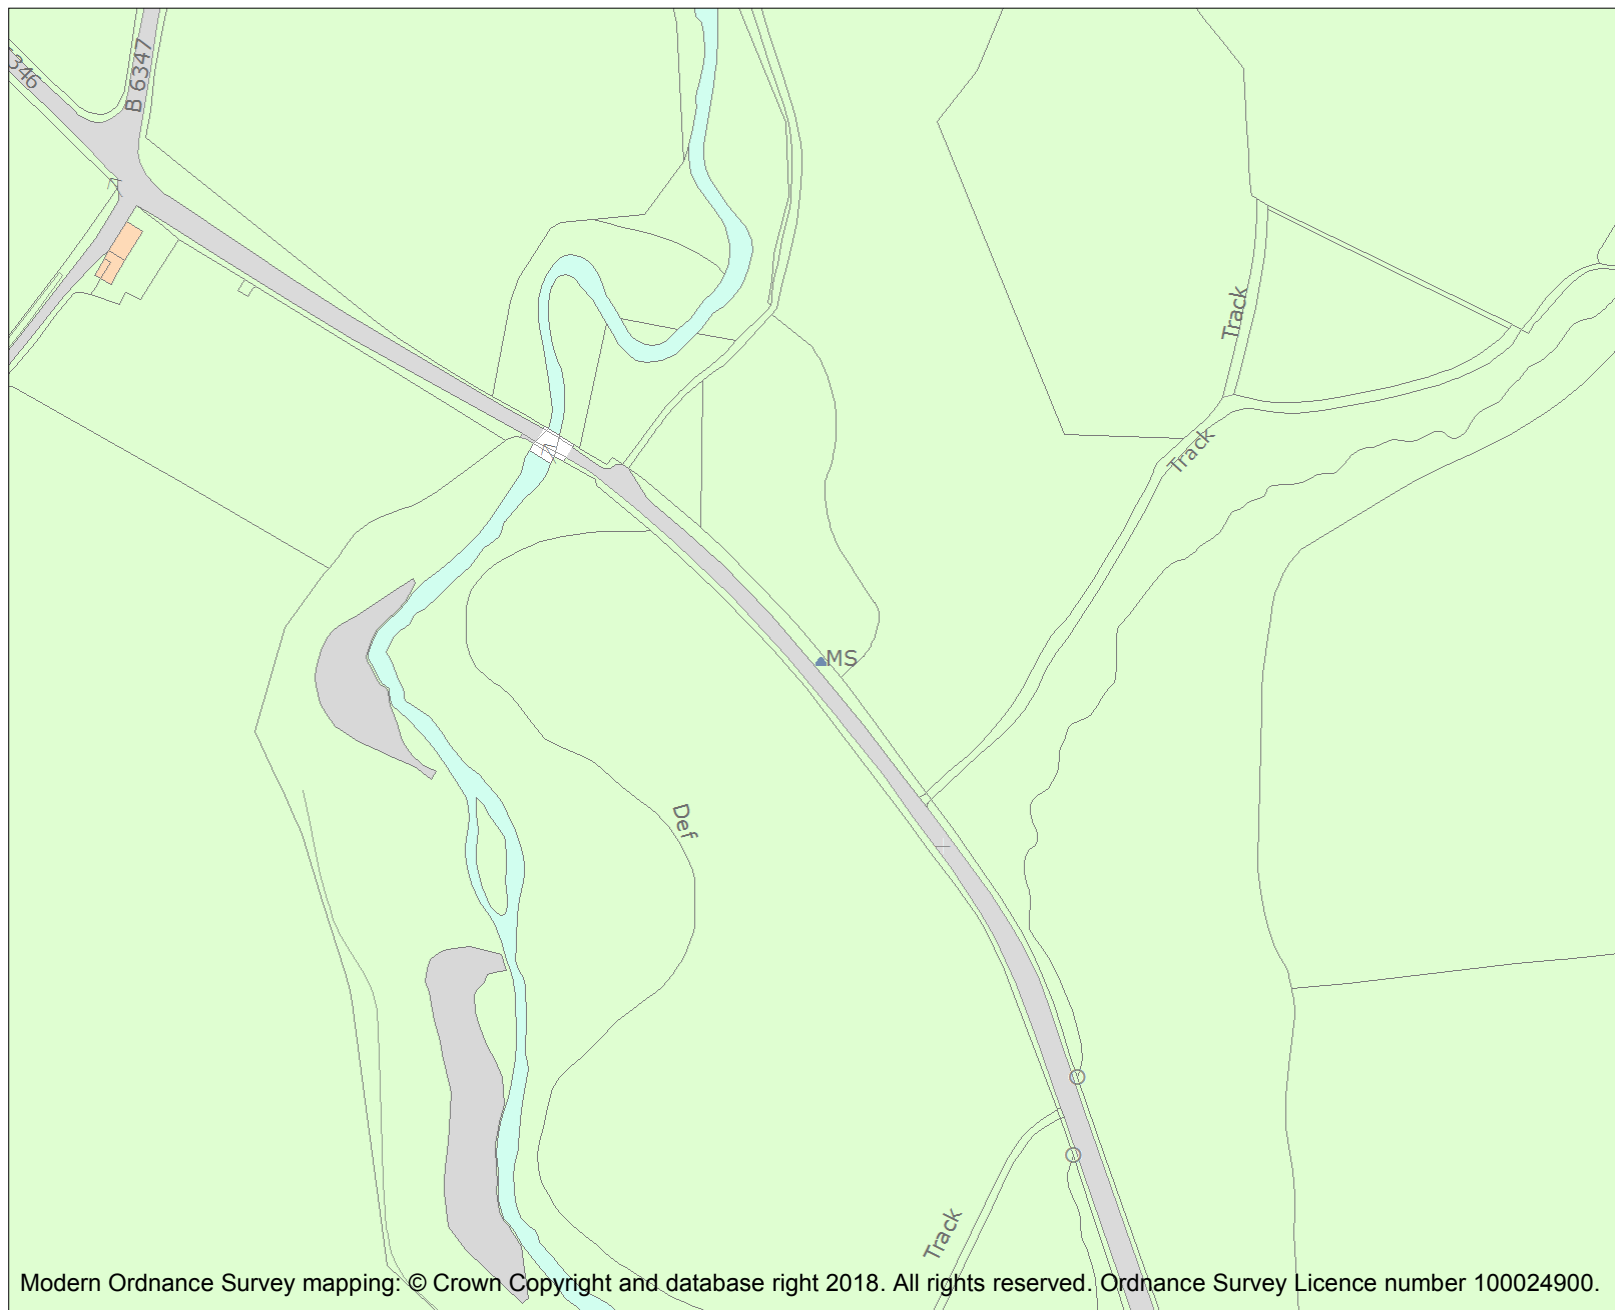 346
B 6347
Track
Track
MS
Def
Track
Modern Ordnance Survey mapping: © Crown Copyright and database right 2018. All rights reserved. Ordnance Survey Licence number 100024900.